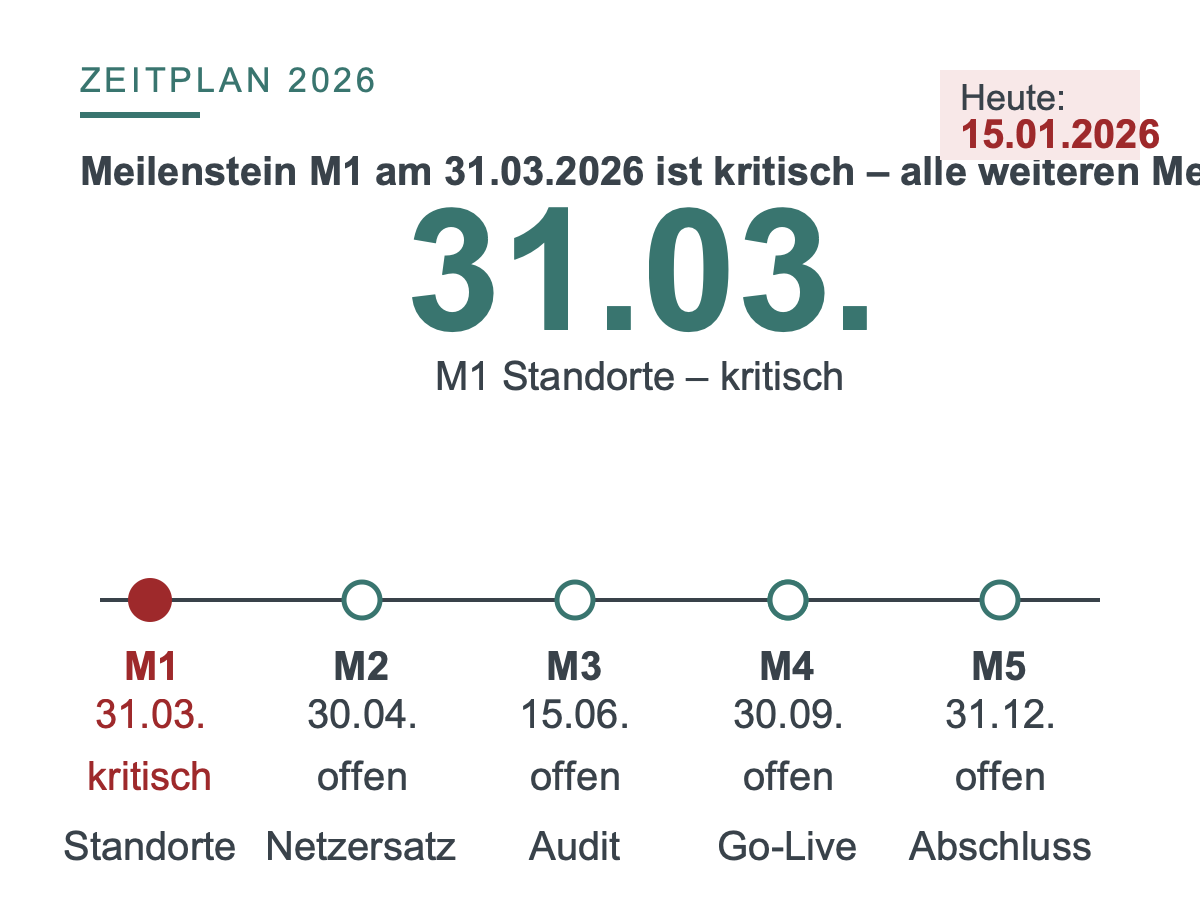 ZEITPLAN 2026
Heute:
15.01.2026
Meilenstein M1 am 31.03.2026 ist kritisch – alle weiteren
31.03.
M1 Standorte – kritisch
M1 M2 M3 M4 M5
31.03. 30.04. 15.06. 30.09. 31.12.
kritisch offen offen offen offen
Standorte Netzersatz Audit Go-Live Abschluss